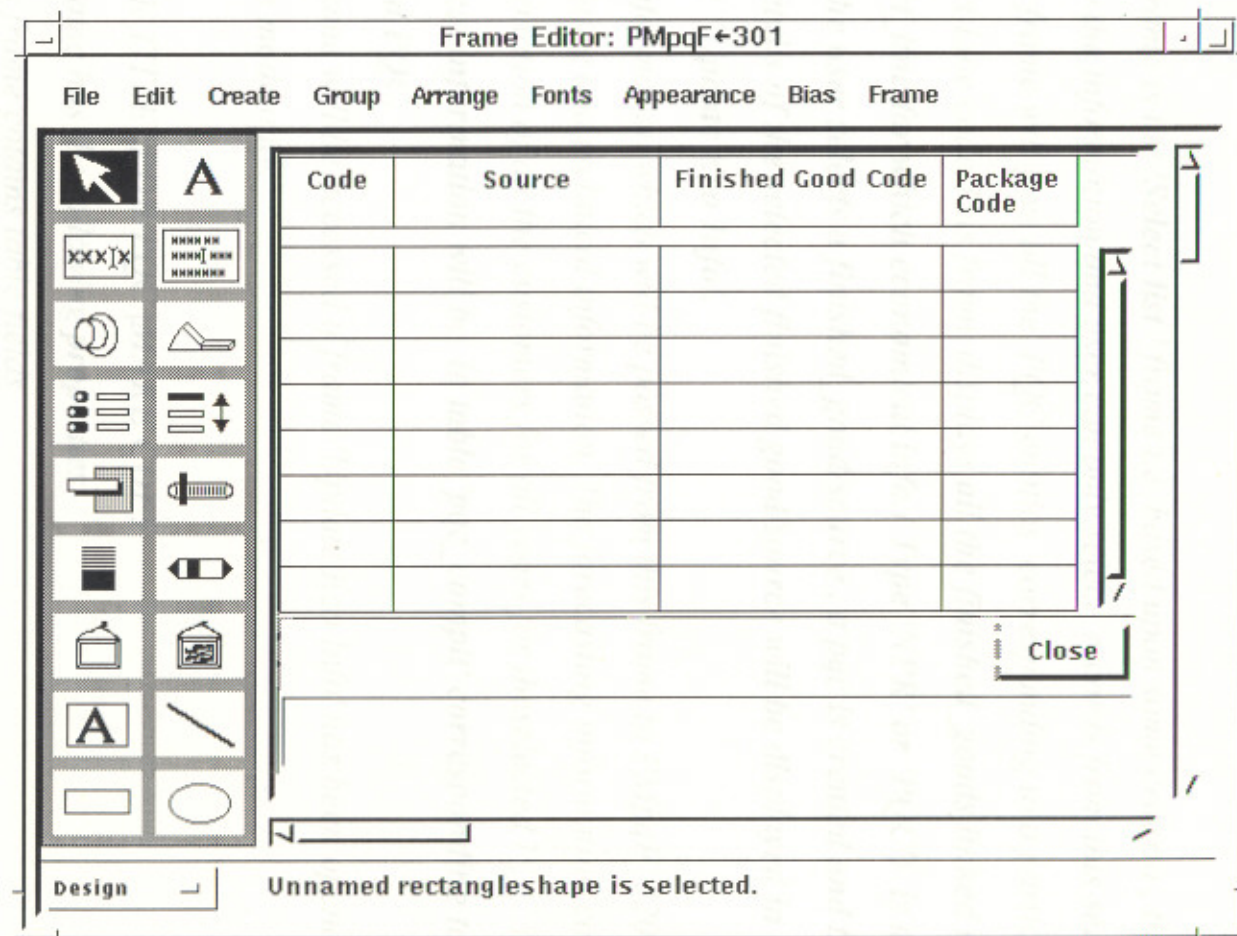 Frame Editor: PMpqF←301
File Edit Create Group Arrange Fonts Appearance Bias Frame
A
Code Source Finished Good Code Package
Code
XXXIX
A
Close
Design
Unnamed rectangleshape is selected.